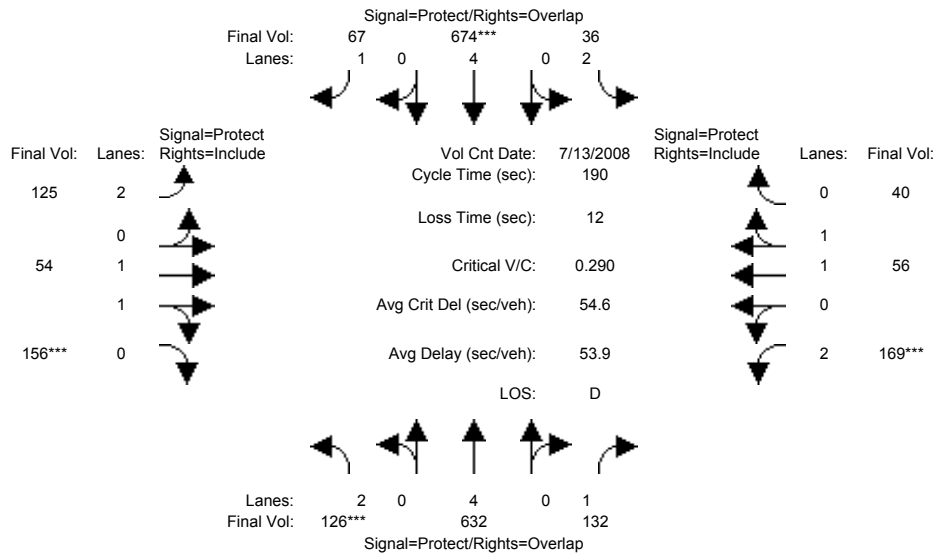 Signal=Protect/Rights=Overlap
Final Vol: 67 674*** 36
Lanes: 1 0 4 0 2
Signal=Protect
Final Vol: Lanes: Rights=Include
Vol Cnt Date: 7/13/2008
Signal=Protect
Rights=Include Lanes: Final Vol:
Cycle Time (sec): 190
125 2
0 40
Loss Time (sec): 12
0
1
54 1
Critical V/C: 0.290
1 56
1
Avg Crit Del (sec/veh): 54.6
0
156*** 0
Avg Delay (sec/veh): 53.9
2 169***
LOS: D
Lanes: 2 0 4 0 1
Final Vol: 126*** 632 132
Signal=Protect/Rights=Overlap